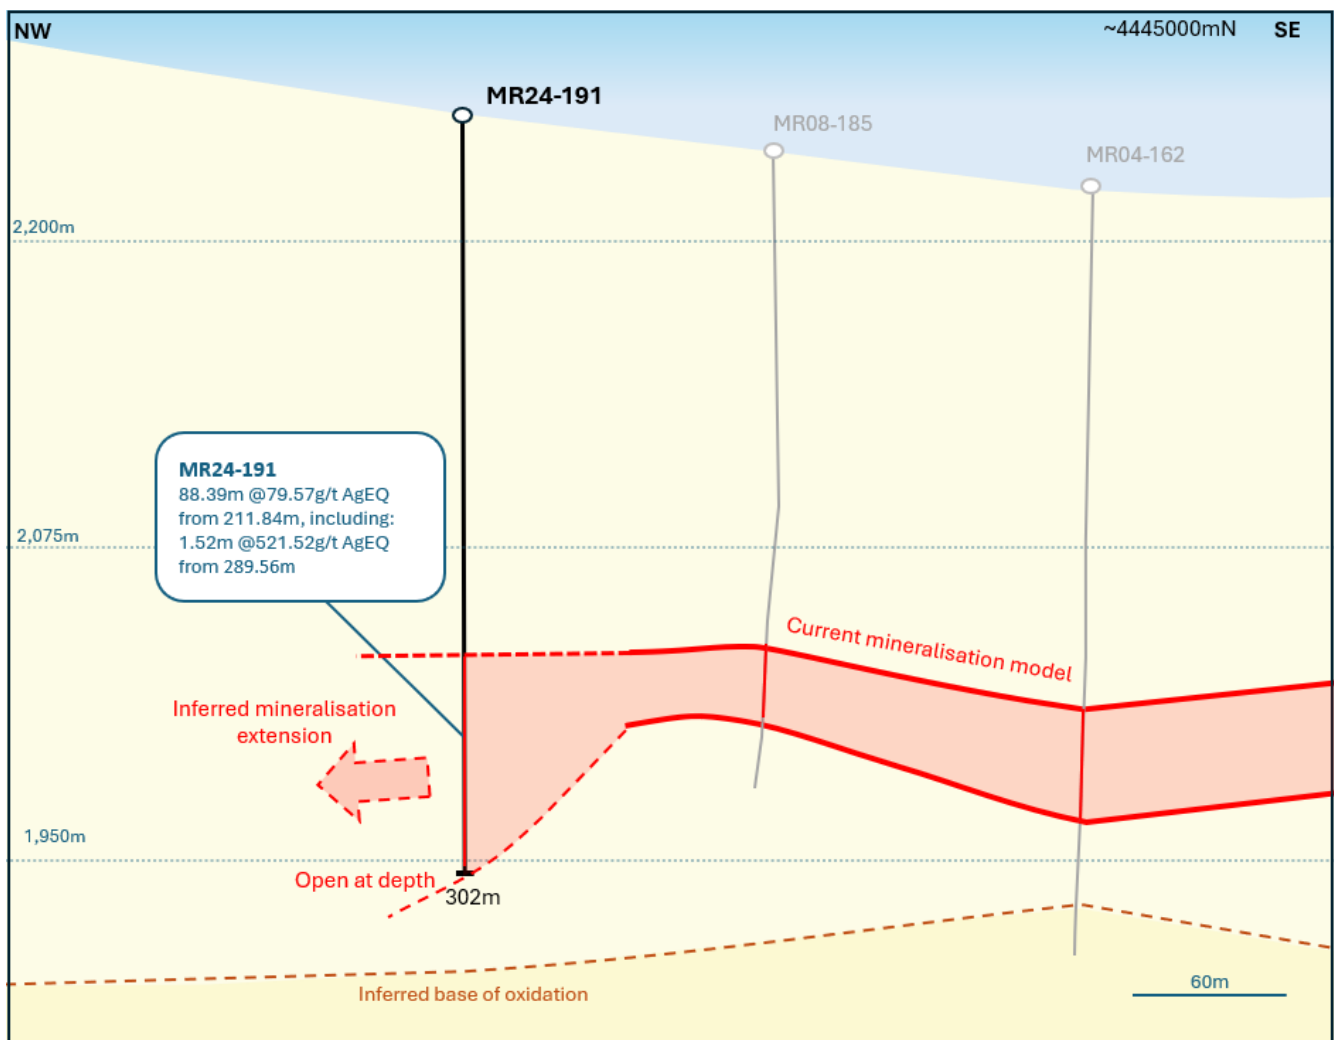 NW
~4445000mN
SE
MR24-191
MR08-185
MR04-162
2,200m
MR24-191
88.39m @79.57g/t AgEQ
from 211.84m, including:
1.52m @521.52g/t AgEQ
from 289.56m
2,075m
Current mineralisation model
Inferred mineralisation
extension
1,950m
Open at depth
302m
Inferred base of oxidation
60m